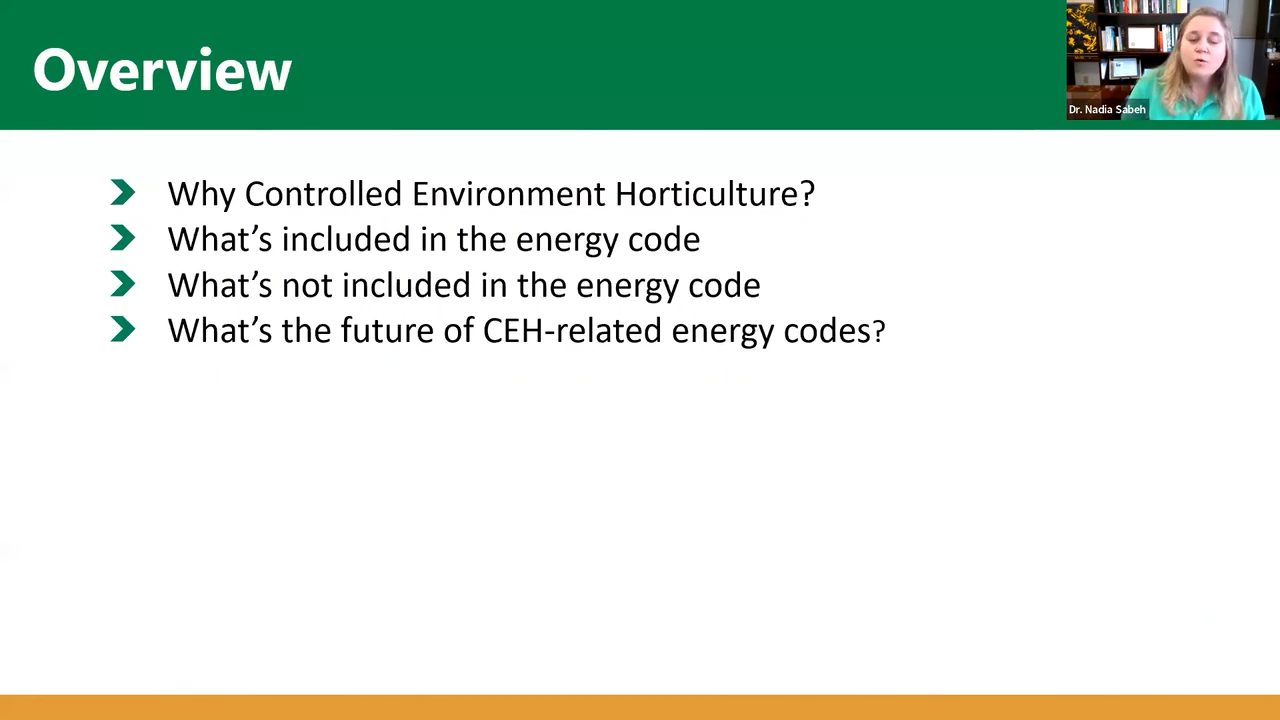 Overview
Dr. Nadia Sabeh
Why Controlled Environment Horticulture?
What’s included in the energy code
What’s not included in the energy code
What’s the future of CEH-related energy codes?